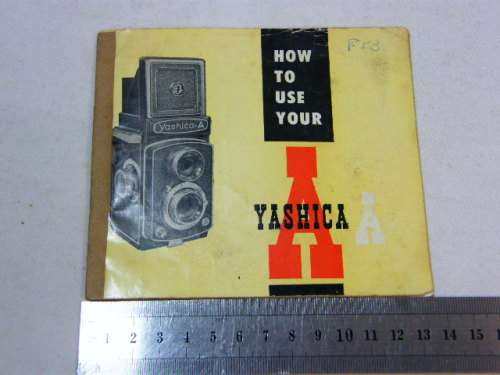 HOW
TO
USE
YOUR
YASHICA A
A
Yashica-A
1 2 3 4 5 6 7 8 9 10 11 12 13 14 15